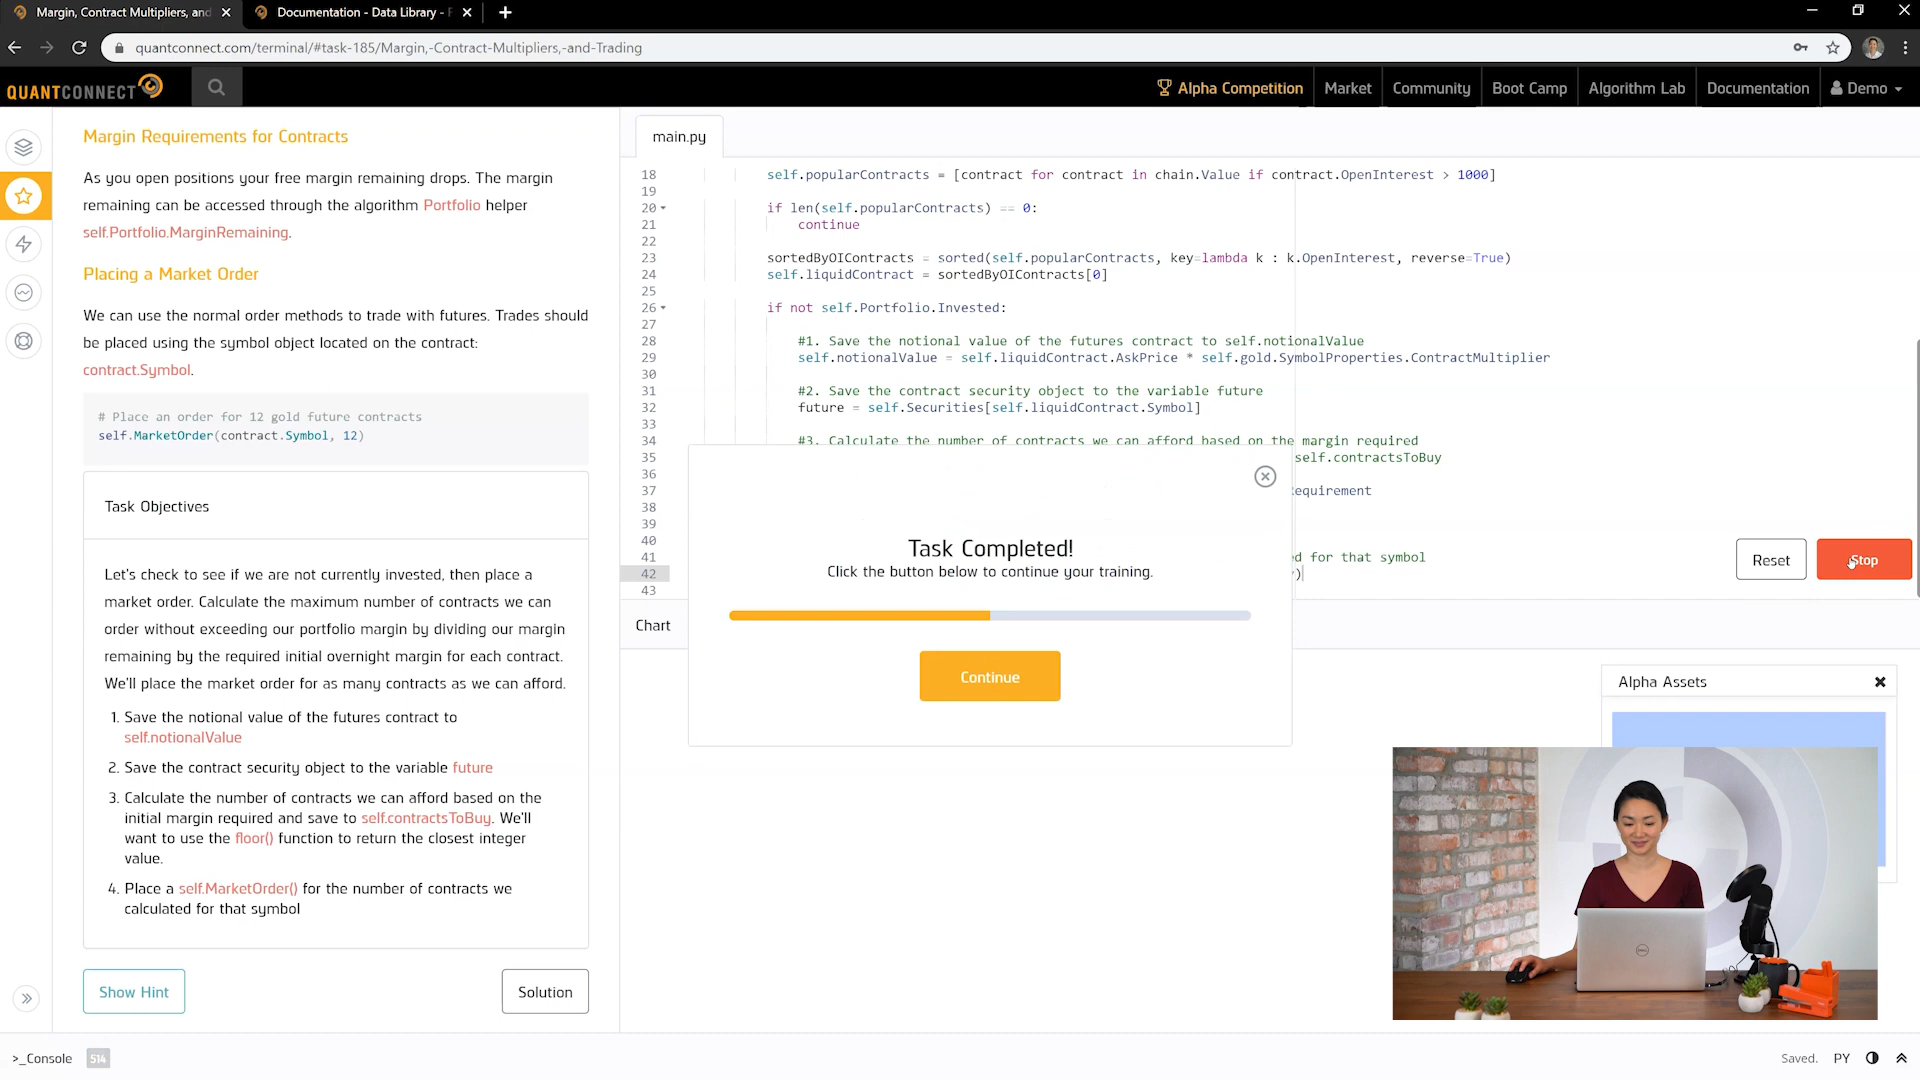 Margin, Contract Multipliers, and
Documentation - Data Library -
quantconnect.com/terminal/#task-185/Margin,-Contract-Multipliers,-and-Trading
QUANTCONNECT
Alpha Competition
Market
Community
Boot Camp
Algorithm Lab
Documentation
Demo
Margin Requirements for Contracts
As you open positions your free margin remaining drops. The margin
remaining can be accessed through the algorithm Portfolio helper
self.Portfolio.MarginRemaining.
Placing a Market Order
We can use the normal order methods to trade with futures. Trades should
be placed using the symbol object located on the contract:
contract.Symbol.
# Place an order for 12 gold future contracts
self.MarketOrder(contract.Symbol, 12)
Task Objectives
Let's check to see if we are not currently invested, then place a
market order. Calculate the maximum number of contracts we can
order without exceeding our portfolio margin by dividing our margin
remaining by the required initial overnight margin for each contract.
We'll place the market order for as many contracts as we can afford.
1. Save the notional value of the futures contract to
self.notionalValue
2. Save the contract security object to the variable future
3. Calculate the number of contracts we can afford based on the
initial margin required and save to self.contractsToBuy. We'll
want to use the floor() function to return the closest integer
value.
4. Place a self.MarketOrder() for the number of contracts we
calculated for that symbol
Show Hint
Solution
main.py
18 self.popularContracts = [contract for contract in chain.Value if contract.OpenInterest > 1000]
19
20 if len(self.popularContracts) == 0:
21 continue
22
23 sortedByOIContracts = sorted(self.popularContracts, key=lambda k : k.OpenInterest, reverse=True)
24 self.liquidContract = sortedByOIContracts[0]
25
26 if not self.Portfolio.Invested:
27
28 #1. Save the notional value of the futures contract to self.notionalValue
29 self.notionalValue = self.liquidContract.AskPrice * self.gold.SymbolProperties.ContractMultiplier
30
31 #2. Save the contract security object to the variable future
32 future = self.Securities[self.liquidContract.Symbol]
33
34 #3. Calculate the number of contracts we can afford based on the margin required
35 self.contractsToBuy
36
37 equirement
38
39
40
41 d for that symbol
42 )
43
Reset
Stop
Task Completed!
Click the button below to continue your training.
Continue
Chart
Alpha Assets
>_Console
514
Saved.
PY